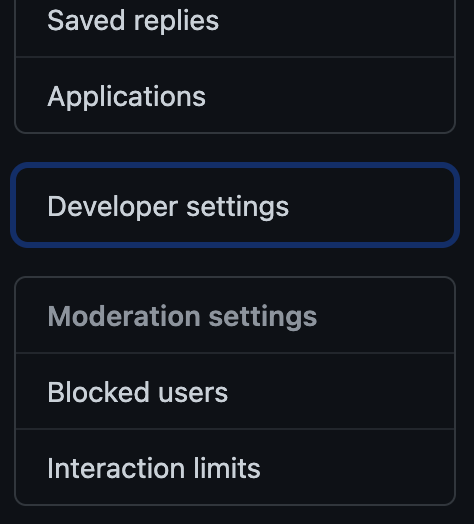 Saved replies
Applications
Developer settings
Moderation settings
Blocked users
Interaction limits